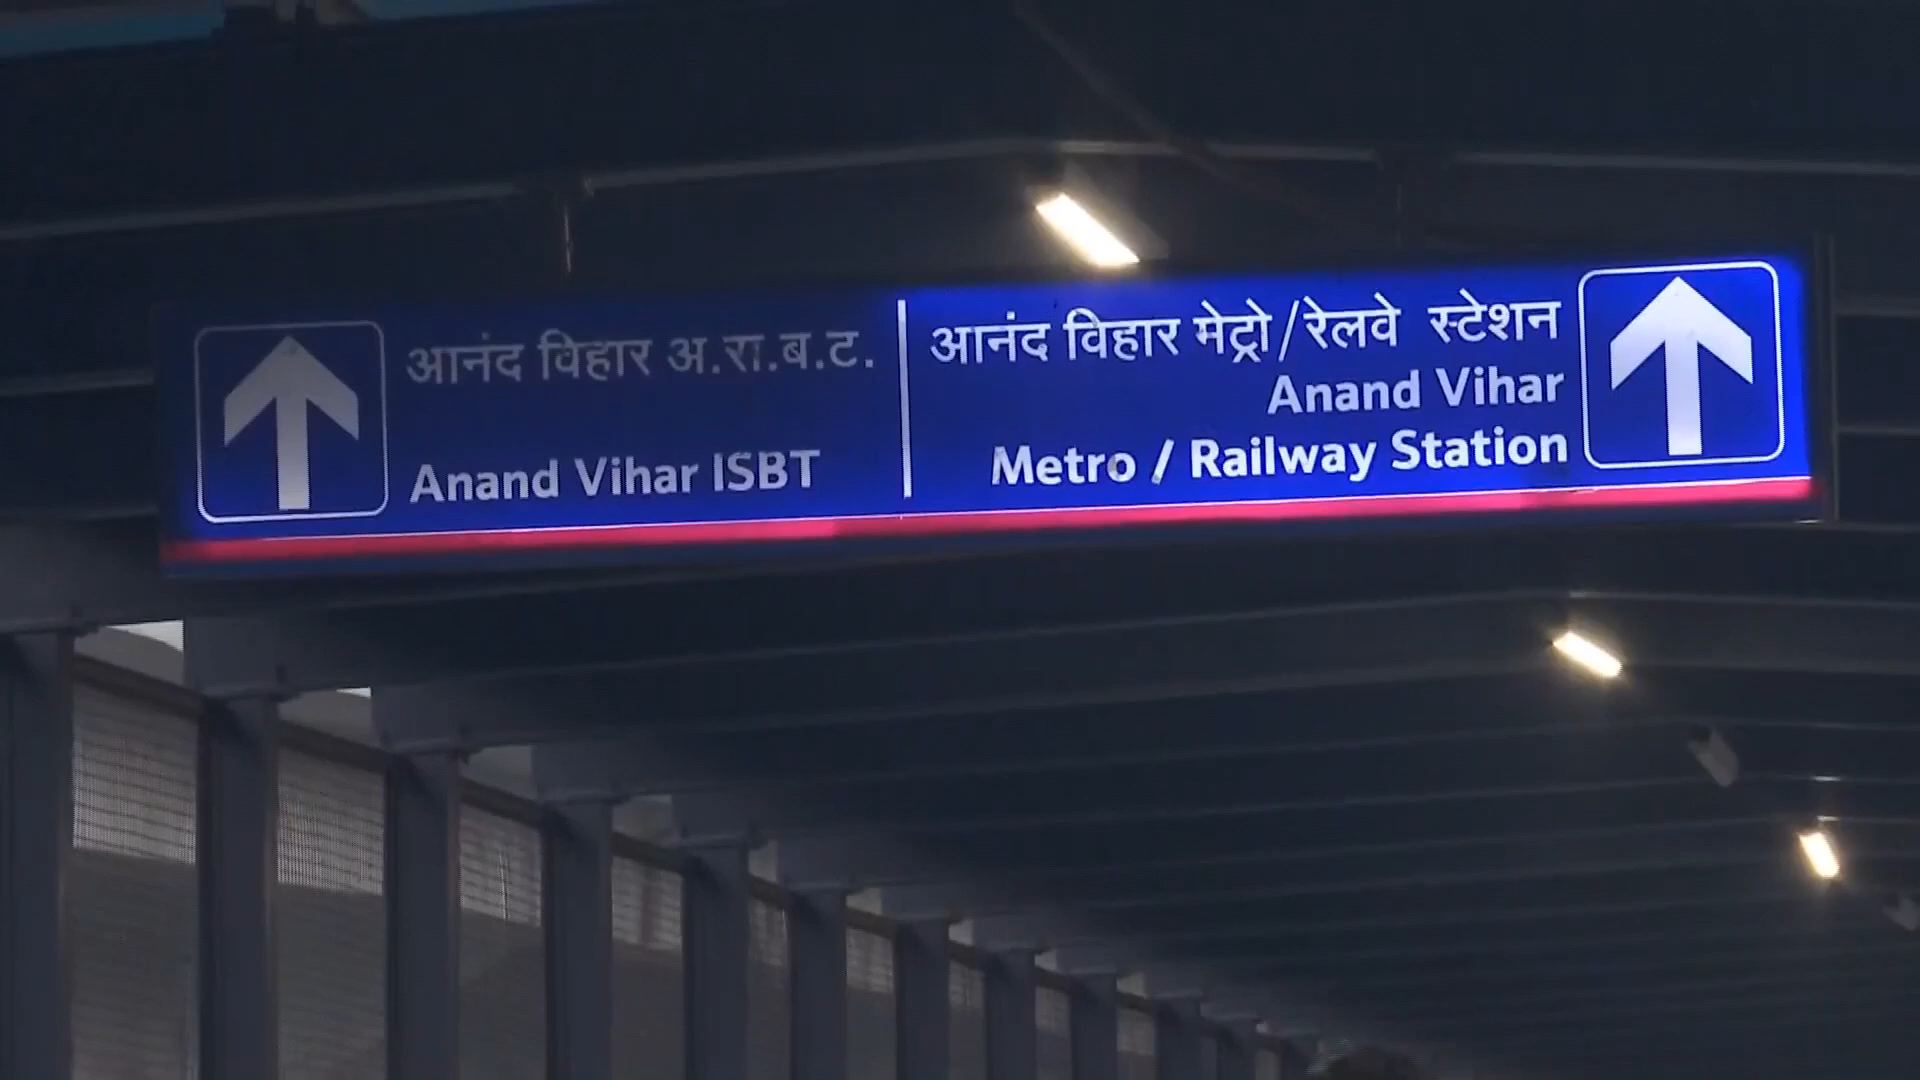 आनंद विहार अ.रा.ब.ट.
Anand Vihar ISBT
आनंद विहार मेट्रो/रेलवे स्टेशन
Anand Vihar
Metro / Railway Station